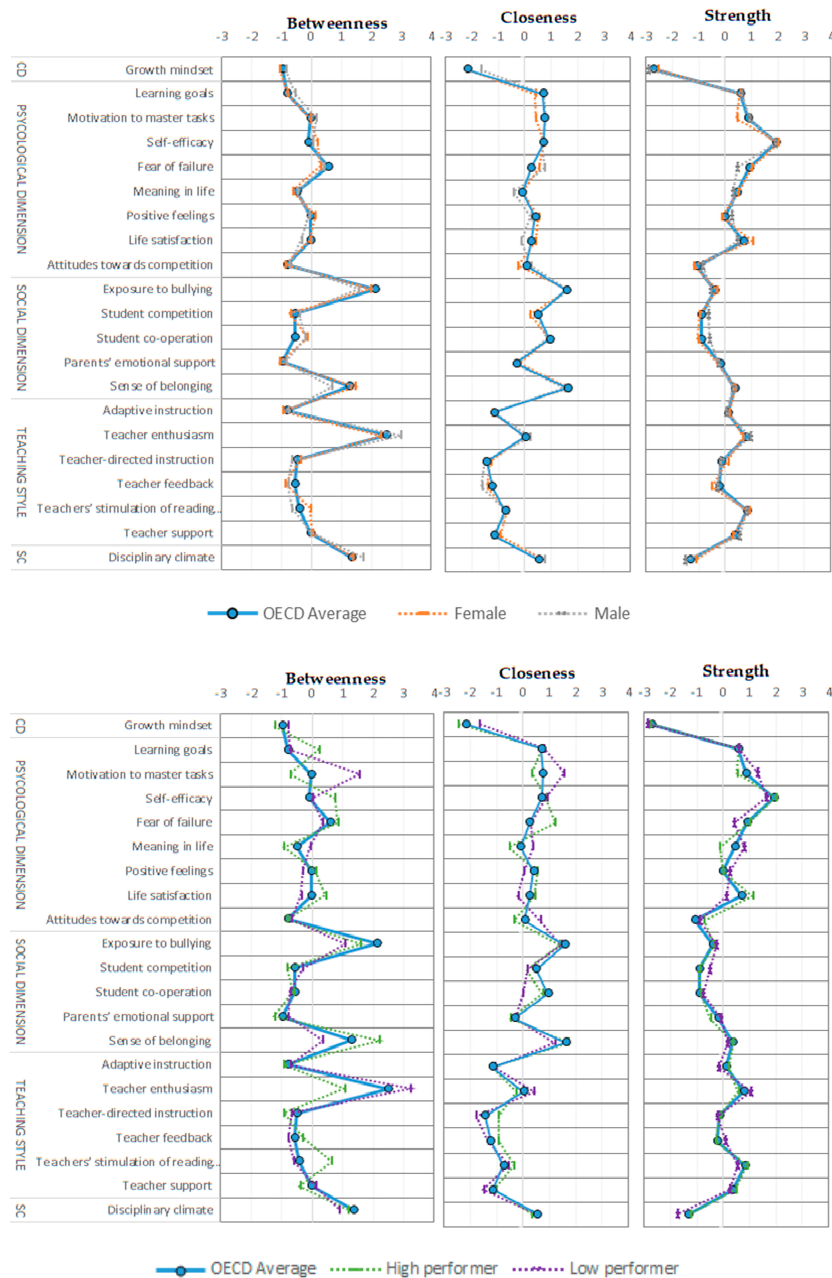 Betweenness Closeness Strength
-3 -2 -1 0 1 2 3 4 -3 -2 -1 0 1 2 3 4 -3 -2 -1 0 1 2 3 4
CD
Growth mindset
PSYCOLOGICAL DIMENSION
Learning goals
Motivation to master tasks
Self-efficacy
Fear of failure
Meaning in life
Positive feelings
Life satisfaction
Attitudes towards competition
SOCIAL DIMENSION
Exposure to bullying
Student competition
Student co-operation
Parents' emotional support
Sense of belonging
TEACHING STYLE
Adaptive instruction
Teacher enthusiasm
Teacher-directed instruction
Teacher feedback
Teachers' stimulation of reading...
Teacher support
SC
Disciplinary climate
OECD Average Female Male
Betweenness Closeness Strength
-3 -2 -1 0 1 2 3 4 -3 -2 -1 0 1 2 3 4 -3 -2 -1 0 1 2 3 4
CD
Growth mindset
PSYCOLOGICAL DIMENSION
Learning goals
Motivation to master tasks
Self-efficacy
Fear of failure
Meaning in life
Positive feelings
Life satisfaction
Attitudes towards competition
SOCIAL DIMENSION
Exposure to bullying
Student competition
Student co-operation
Parents' emotional support
Sense of belonging
TEACHING STYLE
Adaptive instruction
Teacher enthusiasm
Teacher-directed instruction
Teacher feedback
Teachers' stimulation of reading...
Teacher support
SC
Disciplinary climate
OECD Average High performer Low performer